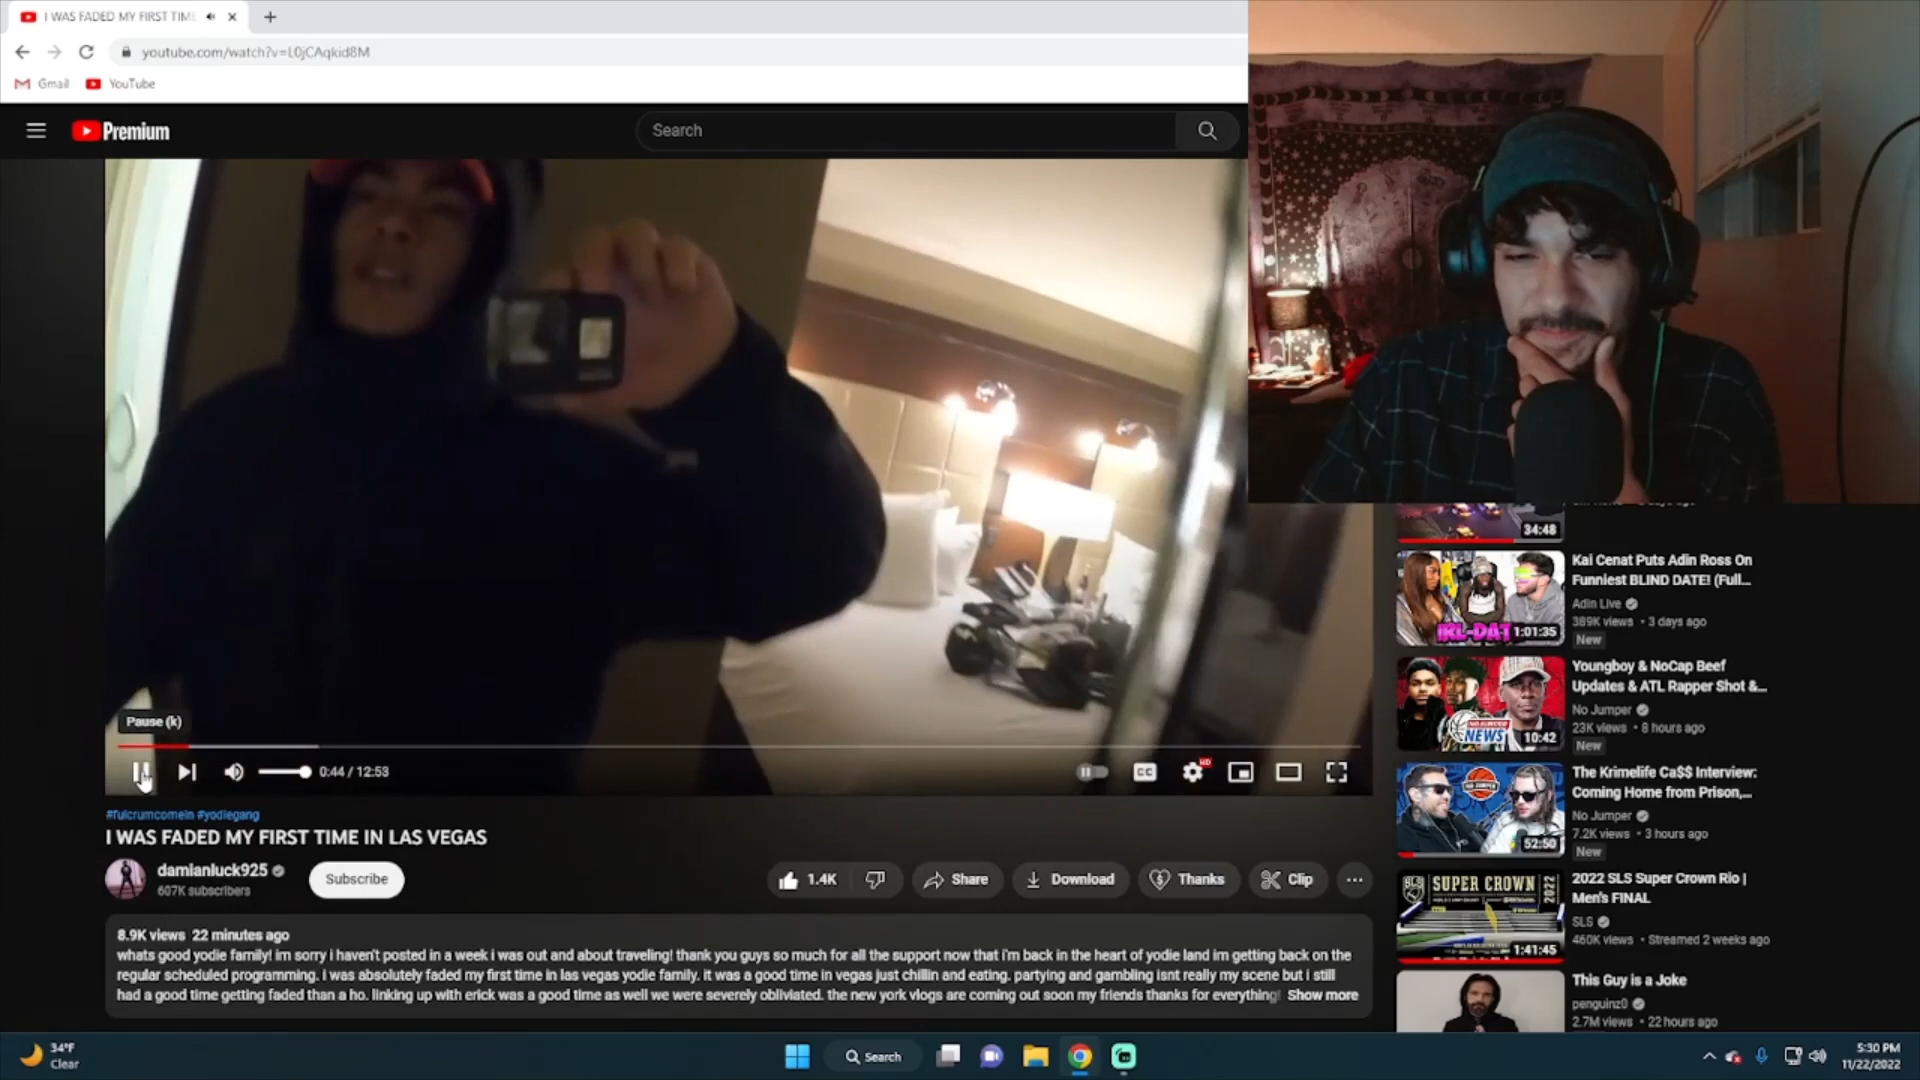 I WAS FADED MY FIRST TIME
youtube.com/watch?v=L0jCAqkid8M
Gmail
YouTube
Premium
Search
34:48
Kai Cenat Puts Adin Ross On
Funniest BLIND DATE! (Full...
Adin Live
389K views • 3 days ago
New
1:01:35
Youngboy & NoCap Beef
Updates & ATL Rapper Shot &...
No Jumper
23K views • 8 hours ago
New
NEWS
10:42
The Krimelife Ca$$ Interview:
Coming Home from Prison,...
No Jumper
7.2K views • 3 hours ago
New
52:50
2022 SLS Super Crown Rio |
Men's FINAL
SLS
460K views • Streamed 2 weeks ago
SLS
SUPER CROWN
2022
1:41:45
This Guy is a Joke
penguinz0
2.7M views • 22 hours ago
Pause (k)
0:44 / 12:53
CC
HD
#fulcrumcomein #yodiegang
I WAS FADED MY FIRST TIME IN LAS VEGAS
damianluck925
607K subscribers
Subscribe
1.4K
Share
Download
Thanks
Clip
8.9K views 22 minutes ago
whats good yodie family! im sorry i haven't posted in a week i was out and about traveling! thank you guys so much for all the support now that i'm back in the heart of yodie land im getting back on the
regular scheduled programming. i was absolutely faded my first time in las vegas yodie family. it was a good time in vegas just chillin and eating. partying and gambling isnt really my scene but i still
had a good time getting faded than a ho. linking up with erick was a good time as well we were severely obliviated. the new york vlogs are coming out soon my friends thanks for everything! Show more
34°F
Clear
Search
5:30 PM
11/22/2022